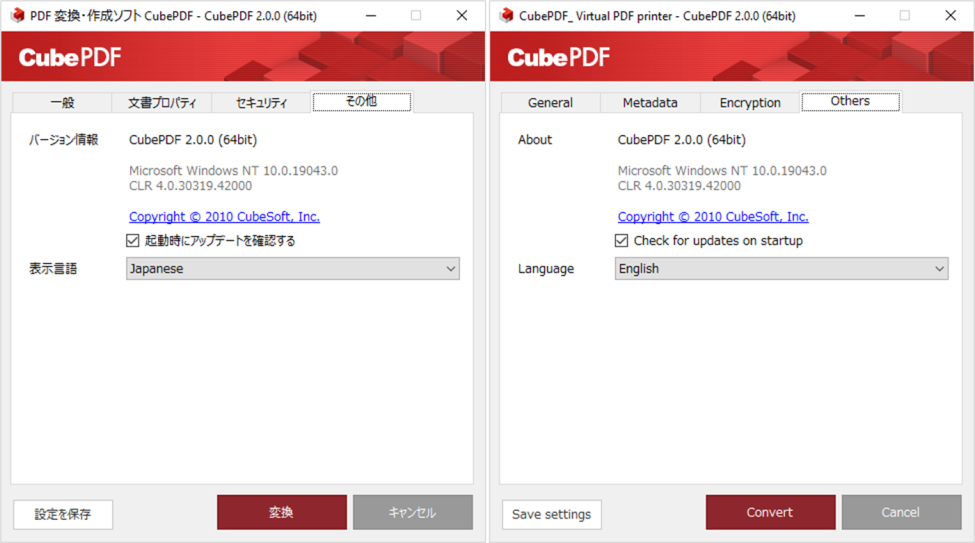 PDF 変換・作成ソフト CubePDF - CubePDF 2.0.0 (64bit)
CubePDF
一般 文書プロパティ セキュリティ その他
バージョン情報 CubePDF 2.0.0 (64bit)
Microsoft Windows NT 10.0.19043.0
CLR 4.0.30319.42000
Copyright © 2010 CubeSoft, Inc.
起動時にアップデートを確認する
表示言語 Japanese
設定を保存 変換 キャンセル
CubePDF_ Virtual PDF printer - CubePDF 2.0.0 (64bit)
CubePDF
General Metadata Encryption Others
About CubePDF 2.0.0 (64bit)
Microsoft Windows NT 10.0.19043.0
CLR 4.0.30319.42000
Copyright © 2010 CubeSoft, Inc.
Check for updates on startup
Language English
Save settings Convert Cancel